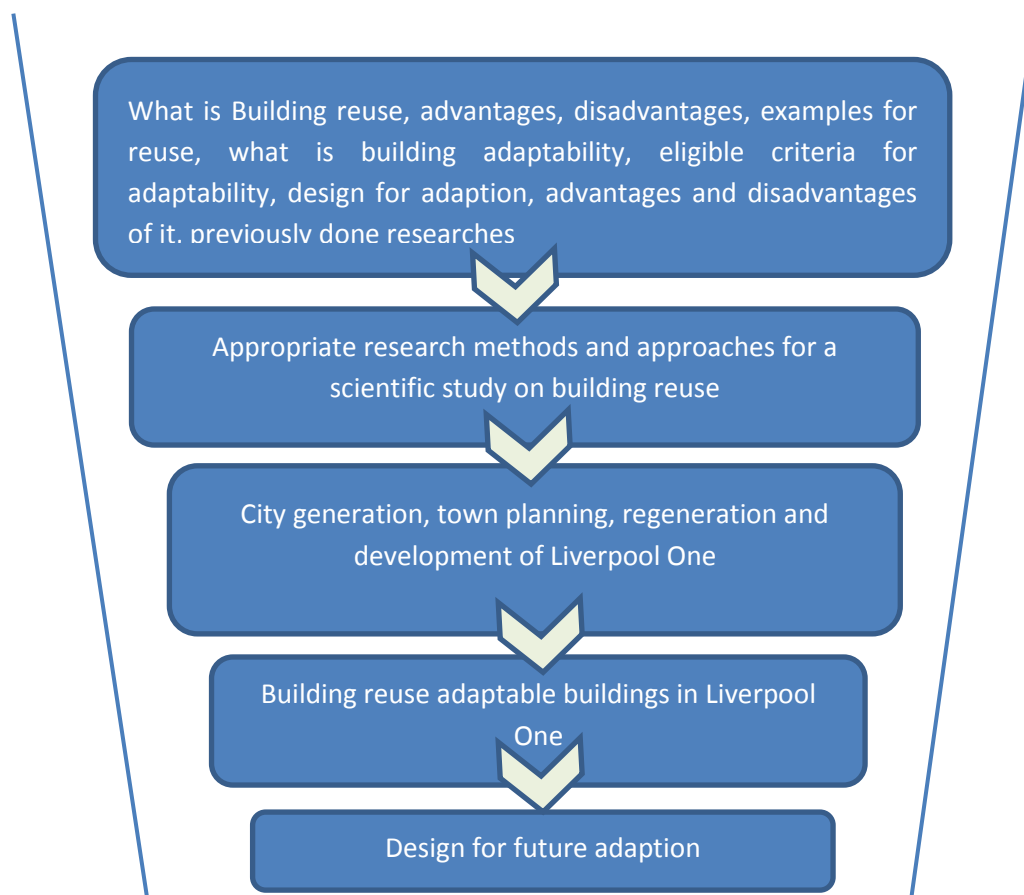 What is Building reuse, advantages, disadvantages, examples for
reuse, what is building adaptability, eligible criteria for
adaptability, design for adaption, advantages and disadvantages
of it, previously done researches
Appropriate research methods and approaches for a
scientific study on building reuse
City generation, town planning, regeneration and
development of Liverpool One
Building reuse adaptable buildings in Liverpool
One
Design for future adaption